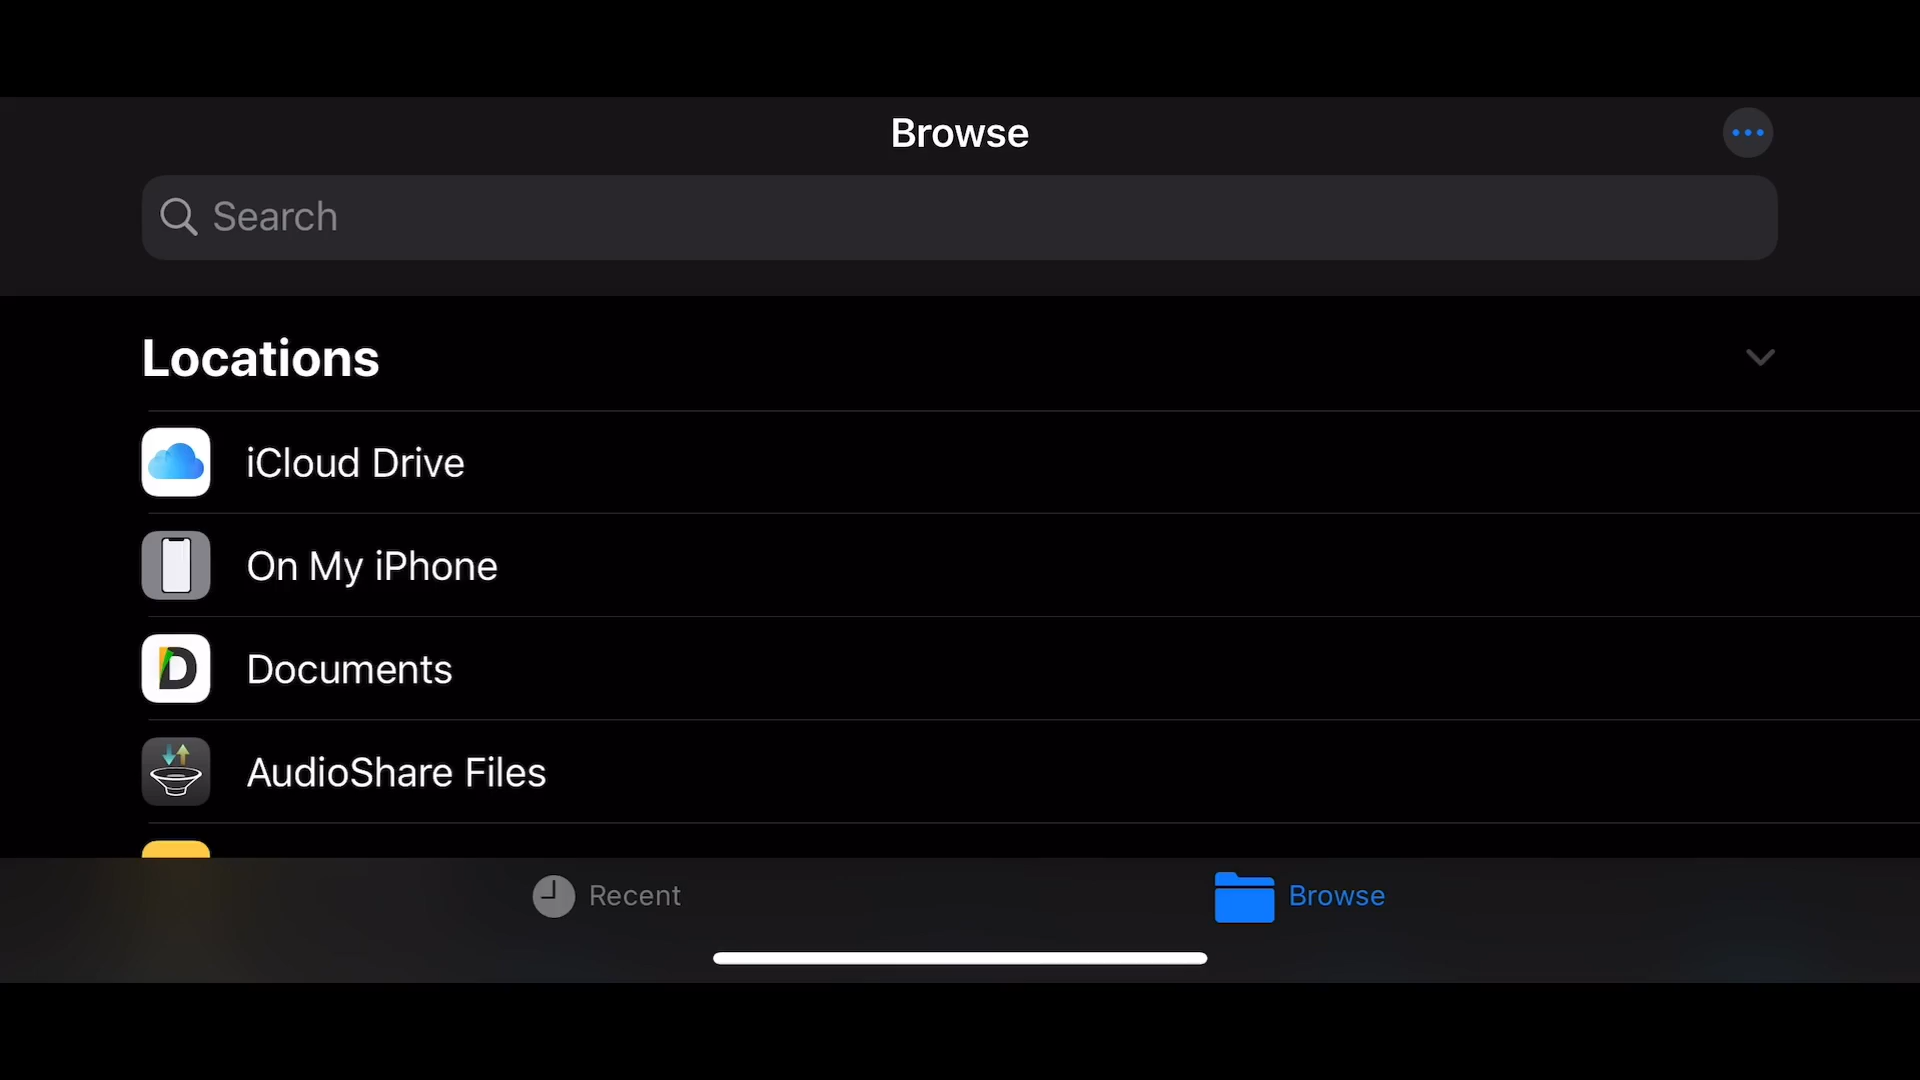 Browse
Search
Locations
iCloud Drive
On My iPhone
Documents
AudioShare Files
Recent
Browse